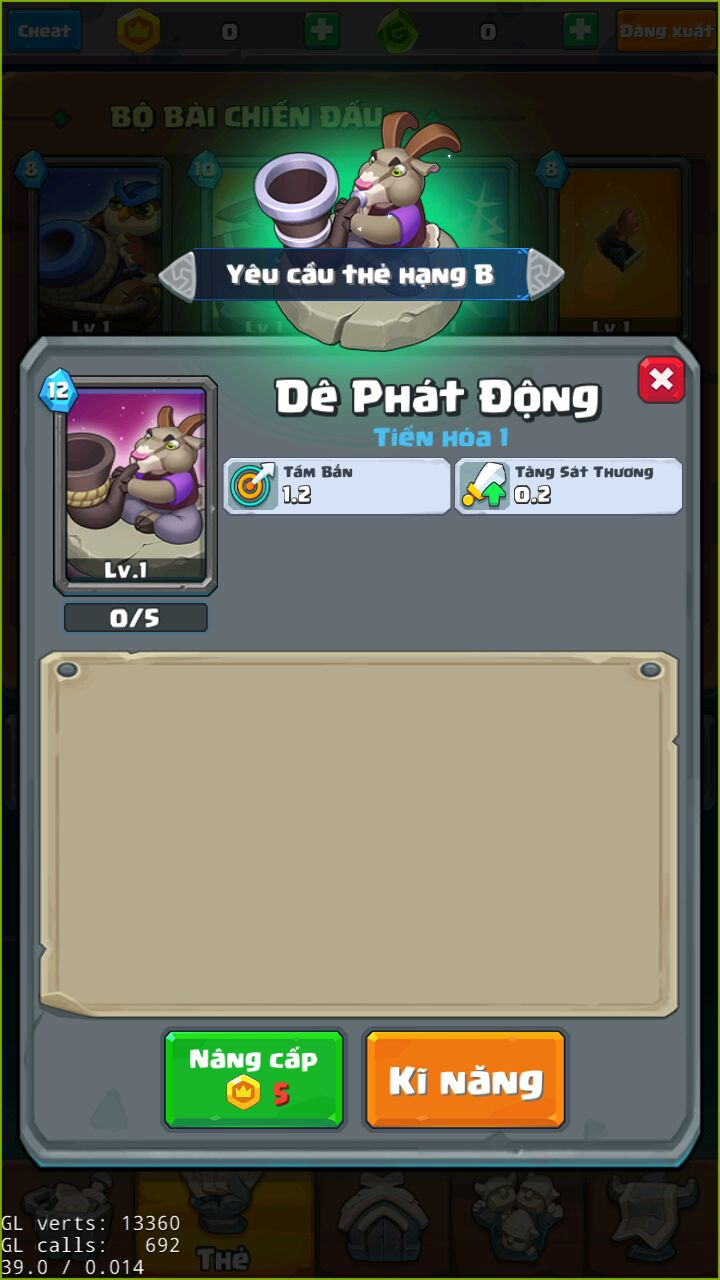 Cheat
0
0
Đăng xuất
BỘ BÀI CHIẾN ĐẤU
8
10
8
Lv 1
Lv 1
Lv 1
Yêu cầu thẻ hạng B
12
Dê Phát Động
Tiến Hóa 1
Tầm Bắn
1.2
Tăng Sát Thương
0.2
Lv.1
0/5
Nâng cấp
5
Kĩ năng
Thẻ
GL verts: 13360
GL calls: 692
39.0 / 0.014